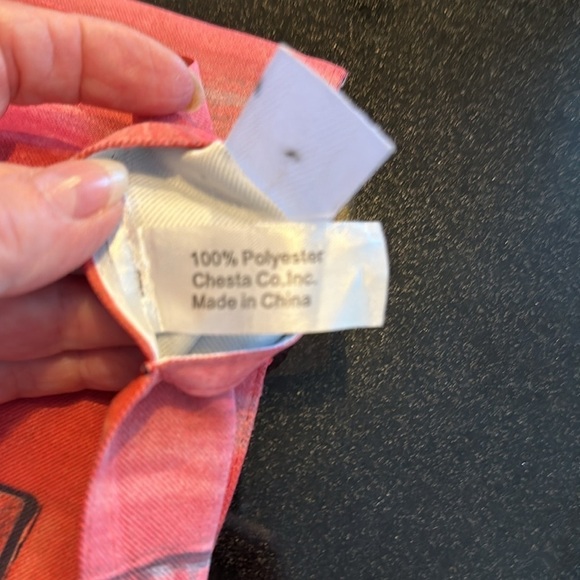 100% Polyester
Chesta Co.,Inc.
Made in China